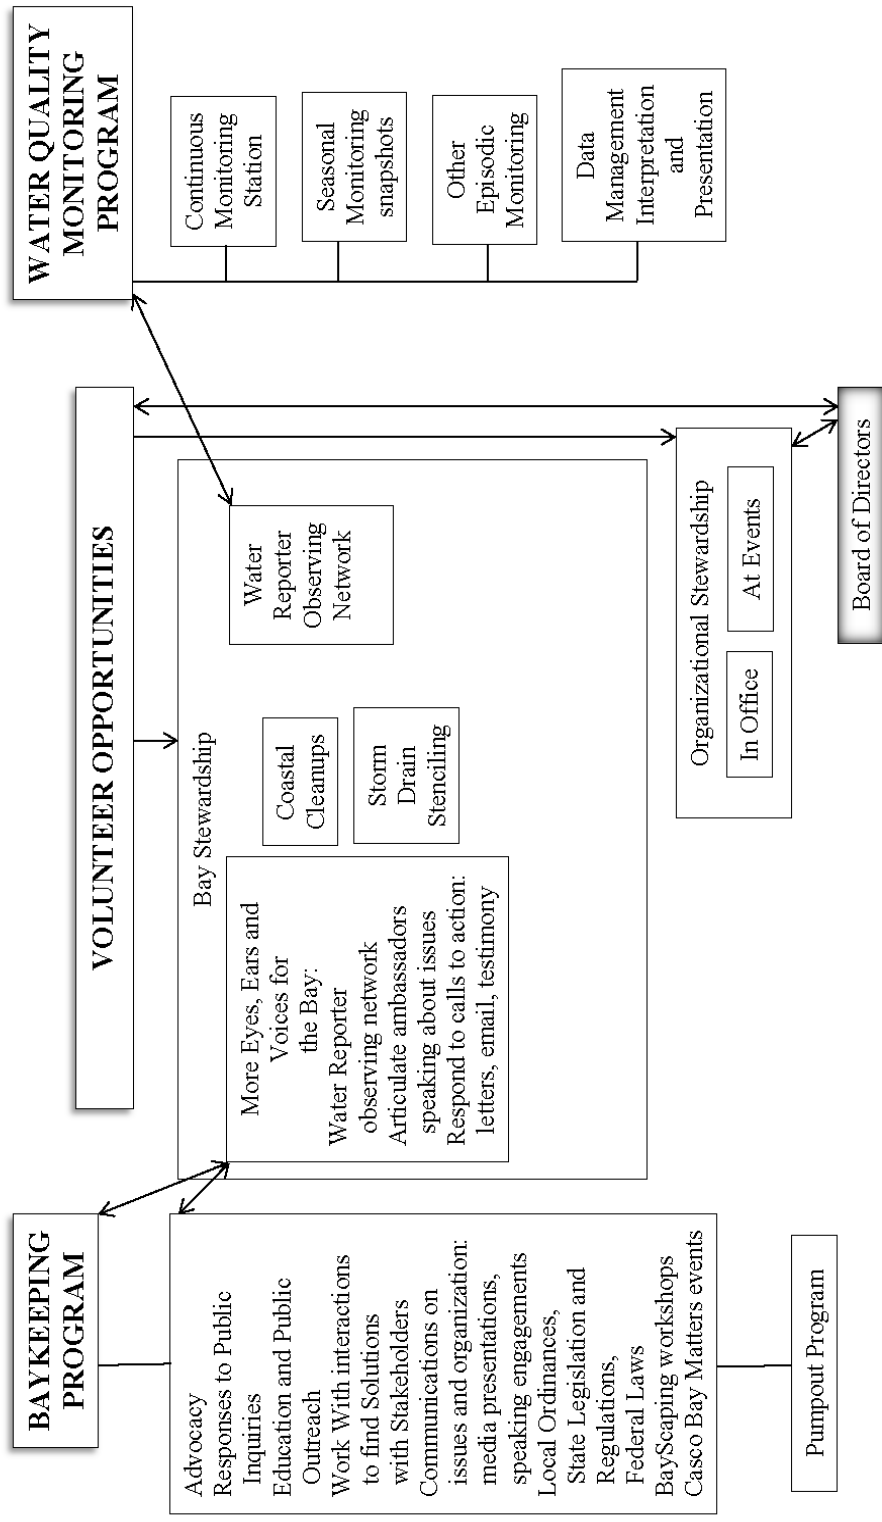 BAYKEEPING
PROGRAM
Advocacy
Responses to Public
Inquiries
Education and Public
Outreach
Work With interactions
to find Solutions
with Stakeholders
Communications on
issues and organization:
media presentations,
speaking engagements
Local Ordinances,
State Legislation and
Regulations,
Federal Laws
BayScaping workshops
Casco Bay Matters events
Pumpout Program
VOLUNTEER OPPORTUNITIES
Bay Stewardship
More Eyes, Ears and
Voices for
the Bay:
Water Reporter
observing network
Articulate ambassadors
speaking about issues
Respond to calls to action:
letters, email, testimony
Coastal
Cleanups
Storm
Drain
Stenciling
Water
Reporter
Observing
Network
Organizational Stewardship
In Office
At Events
Board of Directors
WATER QUALITY
MONITORING
PROGRAM
Continuous
Monitoring
Station
Seasonal
Monitoring
snapshots
Other
Episodic
Monitoring
Data
Management
Interpretation
and
Presentation